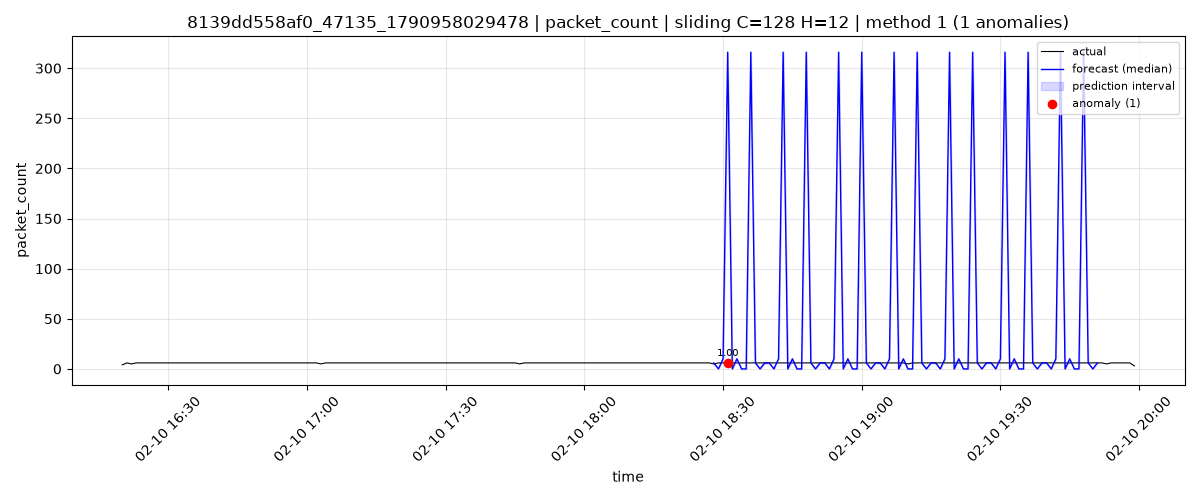 8139dd558af0_47135_1790958029478 | packet_count | sliding C=128 H=12 | method 1 (1 anomalies)
packet_count
300
250
200
150
100
50
0
actual
forecast (median)
prediction interval
anomaly (1)
1.00
02-10 16:30
02-10 17:00
02-10 17:30
02-10 18:00
02-10 18:30
02-10 19:00
02-10 19:30
02-10 20:00
time